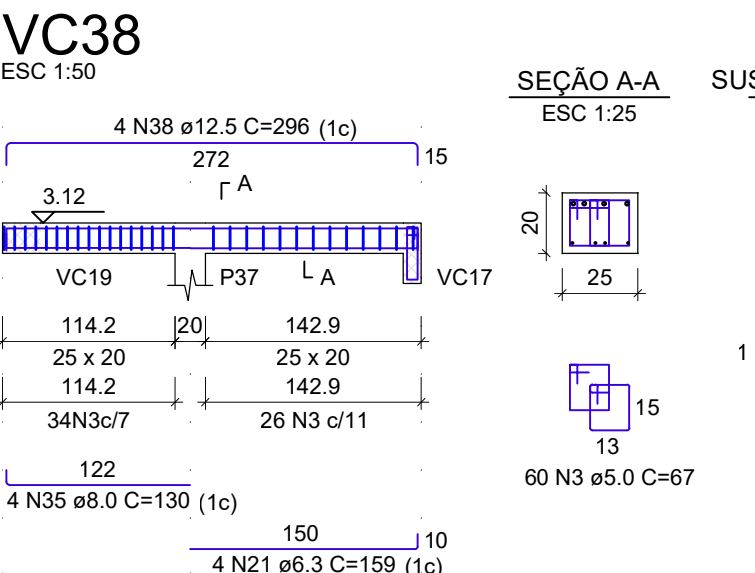 VC38
ESC 1:50
SEÇÃO A-A
ESC 1:25
4 N38 ø12.5 C=296 (1c)
272
15
A
3.12
VC19
P37
A
VC17
114.2
20
142.9
25 x 20
25 x 20
114.2
142.9
34N3c/7
26 N3 c/11
122
4 N35 ø8.0 C=130 (1c)
150
10
4 N21 ø6.3 C=159 (1c)
20
25
15
13
60 N3 ø5.0 C=67
1